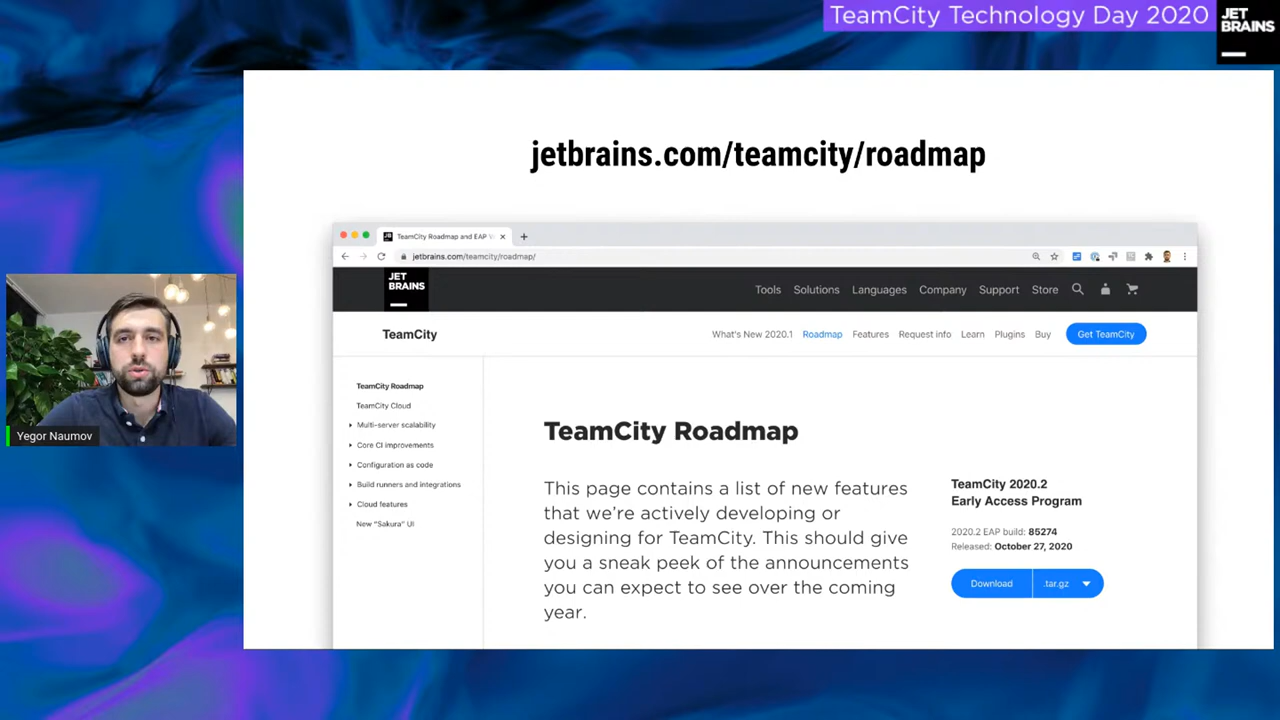 TeamCity Technology Day 2020
JET
BRAINS
jetbrains.com/teamcity/roadmap
TeamCity Roadmap and EAP
jetbrains.com/teamcity/roadmap/
JET
BRAINS
Tools Solutions Languages Company Support Store
TeamCity
What's New 2020.1 Roadmap Features Request info Learn Plugins Buy Get TeamCity
TeamCity Roadmap
TeamCity Cloud
Multi-server scalability
Core CI improvements
Configuration as code
Build runners and integrations
Cloud features
New "Sakura" UI
TeamCity Roadmap
This page contains a list of new features
that we're actively developing or
designing for TeamCity. This should give
you a sneak peek of the announcements
you can expect to see over the coming
year.
TeamCity 2020.2
Early Access Program
2020.2 EAP build: 85274
Released: October 27, 2020
Download .tar.gz
Yegor Naumov